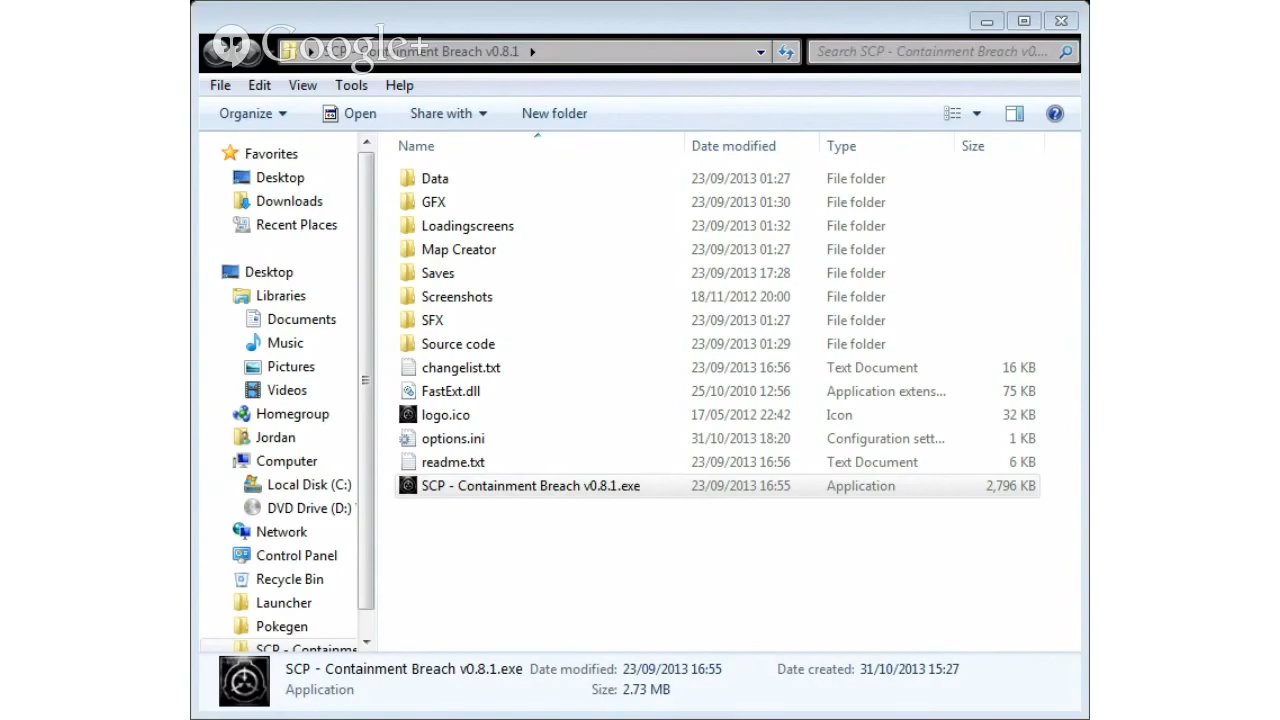 Google+
SCP - Containment Breach v0.8.1
Search SCP - Containment Breach v0....
File Edit View Tools Help
Organize Open Share with New folder
Name Date modified Type Size
Favorites
Desktop
Downloads
Recent Places
Desktop
Libraries
Documents
Music
Pictures
Videos
Homegroup
Jordan
Computer
Local Disk (C:)
DVD Drive (D:)
Network
Control Panel
Recycle Bin
Launcher
Pokegen
SCP - Containme
Data 23/09/2013 01:27 File folder
GFX 23/09/2013 01:30 File folder
Loadingscreens 23/09/2013 01:32 File folder
Map Creator 23/09/2013 01:27 File folder
Saves 23/09/2013 17:28 File folder
Screenshots 18/11/2012 20:00 File folder
SFX 23/09/2013 01:27 File folder
Source code 23/09/2013 01:29 File folder
changelist.txt 23/09/2013 16:56 Text Document 16 KB
FastExt.dll 25/10/2010 12:56 Application extens... 75 KB
logo.ico 17/05/2012 22:42 Icon 32 KB
options.ini 31/10/2013 18:20 Configuration sett... 1 KB
readme.txt 23/09/2013 16:56 Text Document 6 KB
SCP - Containment Breach v0.8.1.exe 23/09/2013 16:55 Application 2,796 KB
SCP - Containment Breach v0.8.1.exe Date modified: 23/09/2013 16:55 Date created: 31/10/2013 15:27
Application Size: 2.73 MB